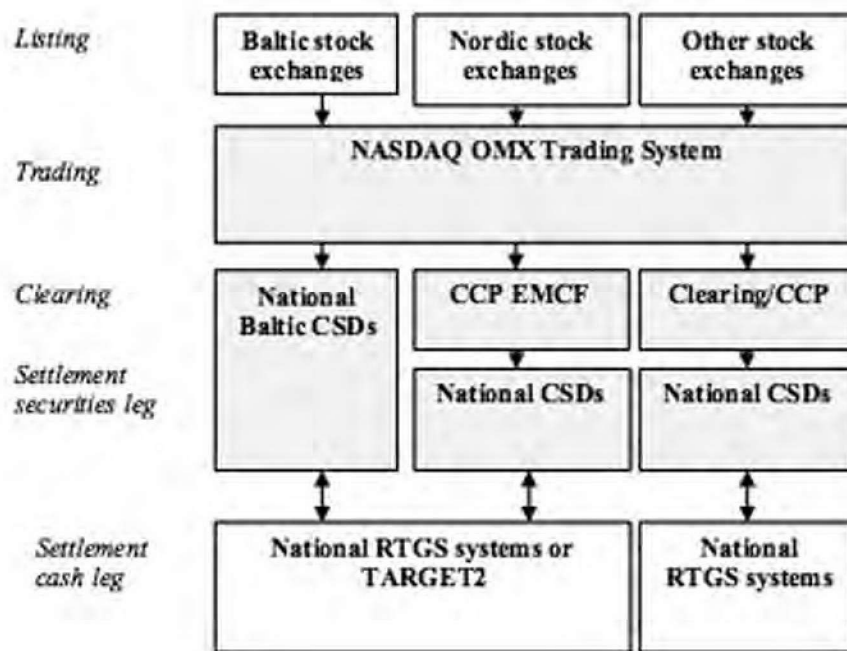 Listing
Baltic stock
exchanges
Nordic stock
exchanges
Other stock
exchanges
Trading
NASDAQ OMX Trading System
Clearing
National
Baltic CSDs
CCP EMCF
Clearing/CCP
Settlement
securities leg
National CSDs
National CSDs
Settlement
cash leg
National RTGS systems or
TARGET2
National
RTGS systems